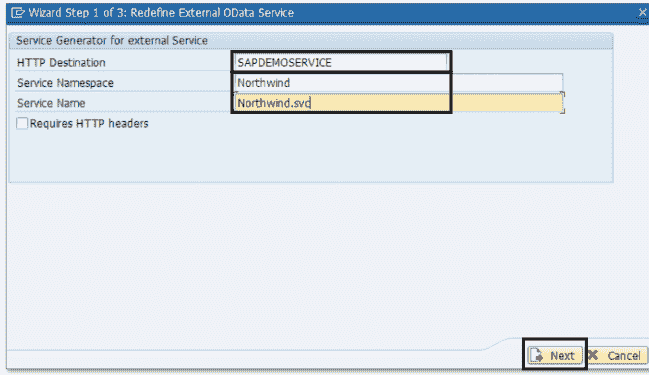 Wizard Step 1 of 3: Redefine External OData Service
Service Generator for external Service
HTTP Destination SAPDEMOSERVICE
Service Namespace Northwind
Service Name Northwind.svc
Requires HTTP headers
Next Cancel